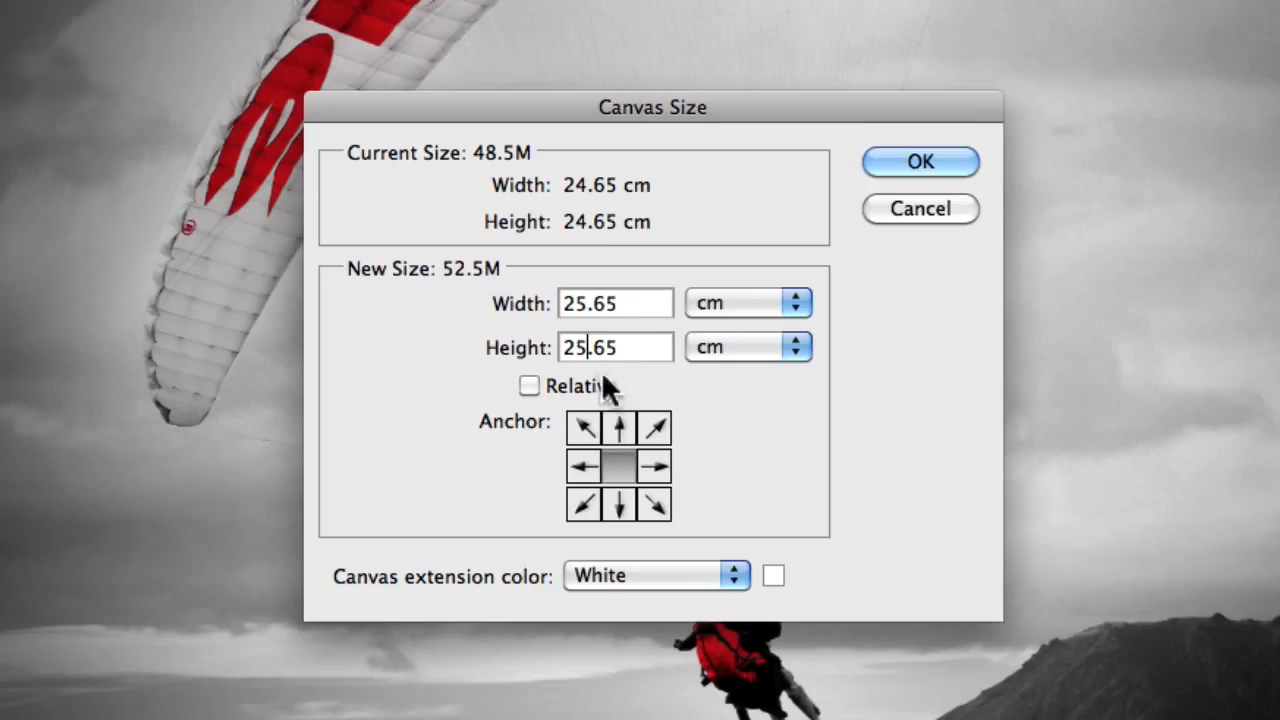 Canvas Size
Current Size: 48.5M
Width: 24.65 cm
Height: 24.65 cm
OK
Cancel
New Size: 52.5M
Width: 25.65 cm
Height: 25.65 cm
Relativ
Anchor:
Canvas extension color: White